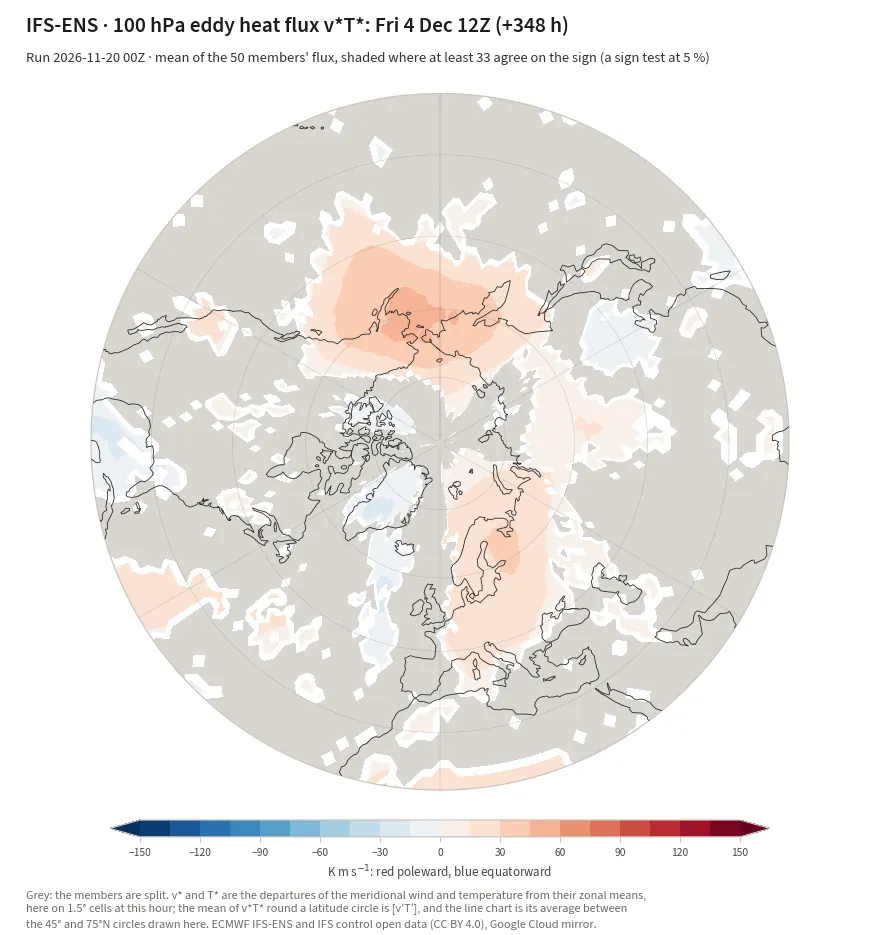 IFS-ENS · 100 hPa eddy heat flux v*T*: Fri 4 Dec 12Z (+348 h)
Run 2026-11-20 00Z · mean of the 50 members' flux, shaded where at least 33 agree on the sign (a sign test at 5 %)
−150 −120 −90 −60 −30 0 30 60 90 120 150
K m s⁻¹: red poleward, blue equatorward
Grey: the members are split. v* and T* are the departures of the meridional wind and temperature from their zonal means,
here on 1.5° cells at this hour; the mean of v*T* round a latitude circle is [v'T'], and the line chart is its average between
the 45° and 75°N circles drawn here. ECMWF IFS-ENS and IFS control open data (CC BY 4.0), Google Cloud mirror.